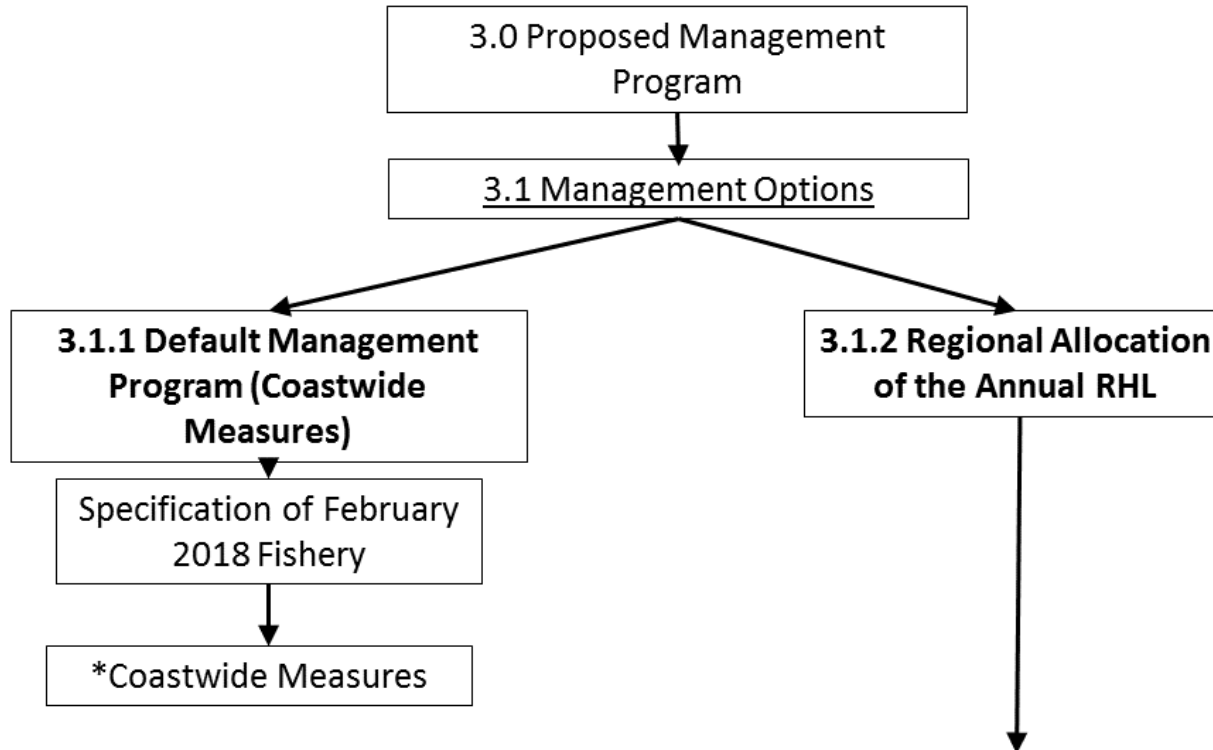 3.0 Proposed Management
Program
3.1 Management Options
3.1.1 Default Management
Program (Coastwide
Measures)
3.1.2 Regional Allocation
of the Annual RHL
Specification of February
2018 Fishery
*Coastwide Measures